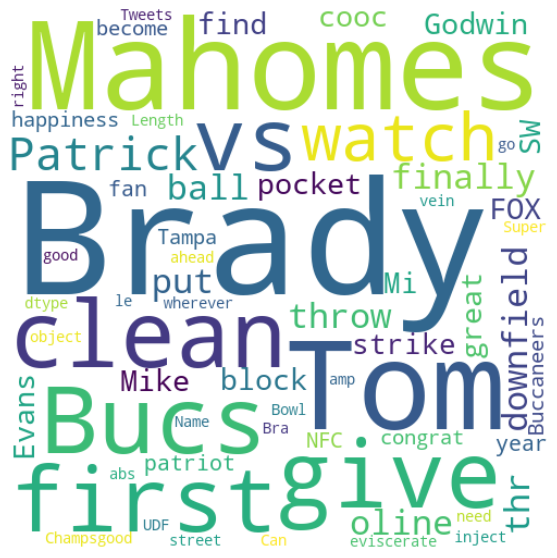 Tweets
become
find
cooc
Godwin
Mahomes
right
happiness
Length
Patrick
vs
watch
SW
go
fan
ball
pocket
finally
vein
FOX
Super
Brady
good
Tampa
ahead
put
Mi
dtype
le
wherever
object
clean
throw
great
downfield
Buccaneers
strike
Tom
Evans
Bucs
Mike
block
amp
Bowl
Name
Bra
NFC
congrat
year
first
give
patriot
abs
oline
thr
need
UDF
Can
Champsgood
street
eviscerate
inject